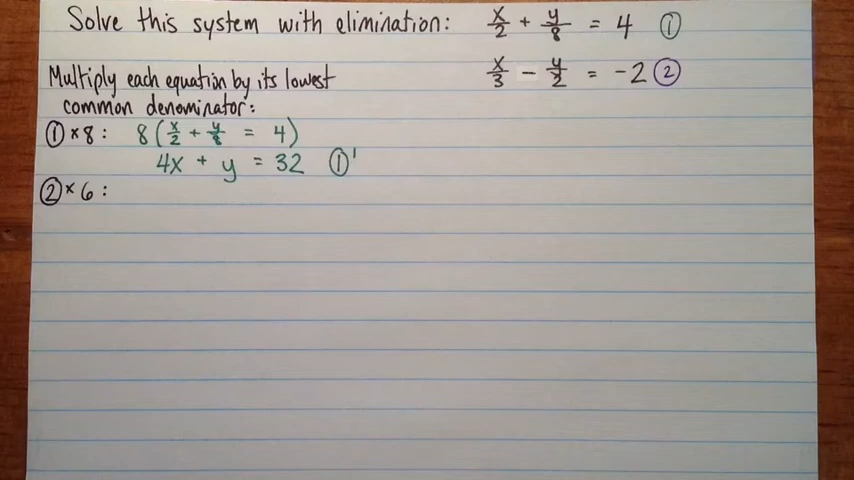 Solve this system with elimination: x/2 + y/8 = 4 ①
x/3 - y/2 = -2 ②
Multiply each equation by its lowest
common denominator:
① × 8: 8(x/2 + y/8 = 4)
4x + y = 32 ①'
② × 6: